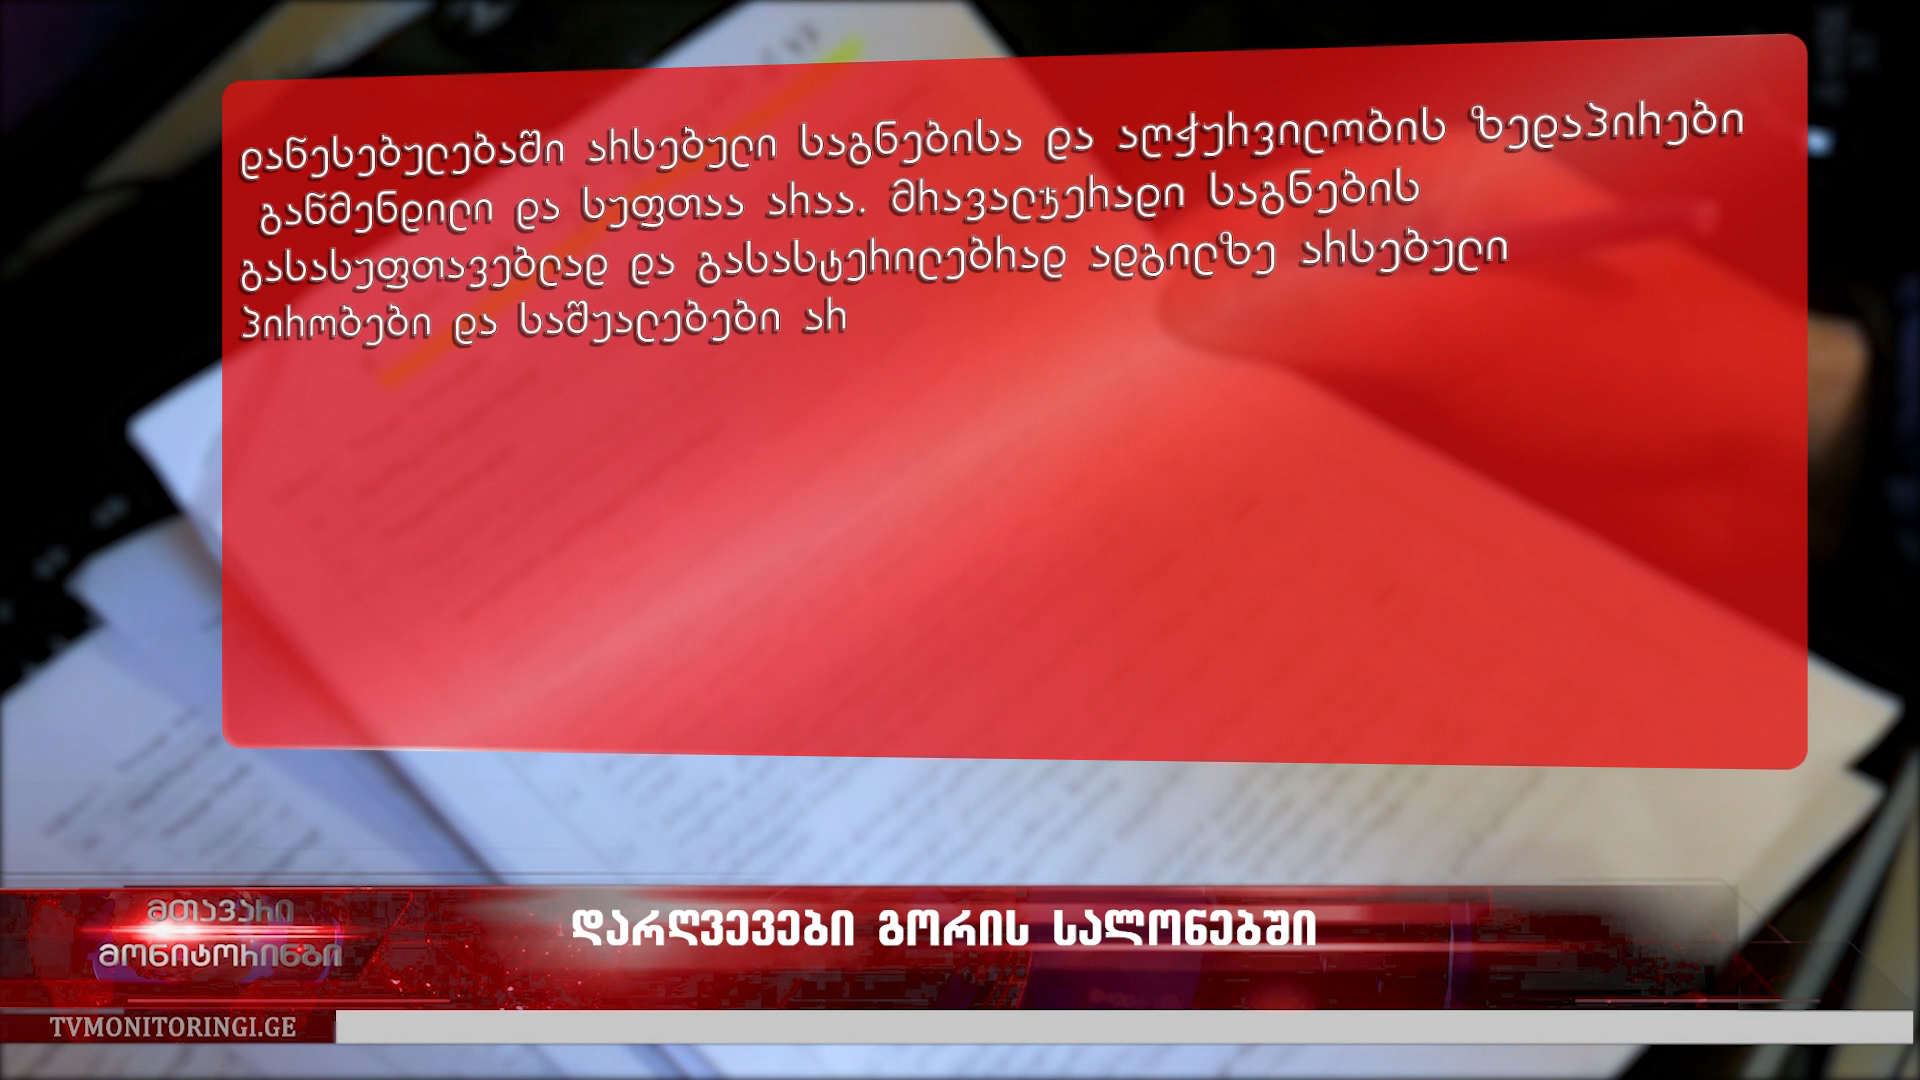 დაწესებულებაში არსებული საგნებისა და აღჭურვილობის ზედაპირები
გაწმენდილი და სუფთაა არაა. მრავალჯერადი საგნების
გასასუფთავებლად და გასასტერილებრად ადგილზე არსებული
პირობები და საშუალებები არ
მთავარი
მონიტორინგი
დარღვევები გორის სალონებში
TVMONITORINGI.GE